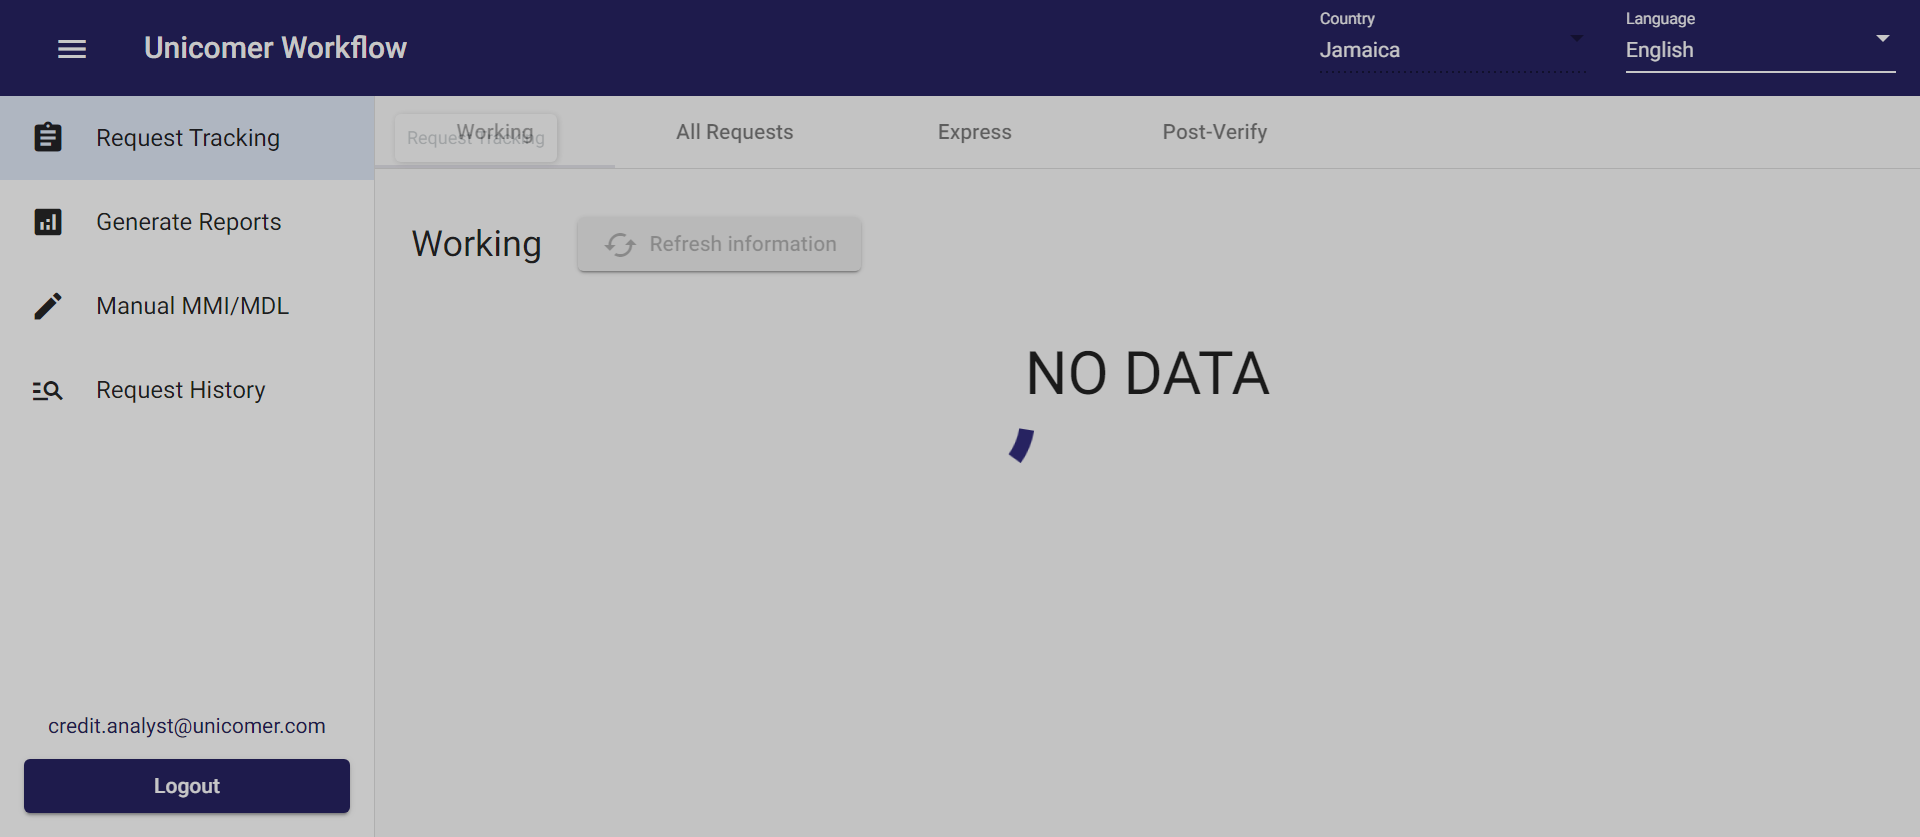 Unicomer Workflow
Country
Jamaica
Language
English
Request Tracking
Generate Reports
Manual MMI/MDL
Request History
credit.analyst@unicomer.com
Logout
Working
Request Tracking
All Requests
Express
Post-Verify
Working
Refresh information
NO DATA